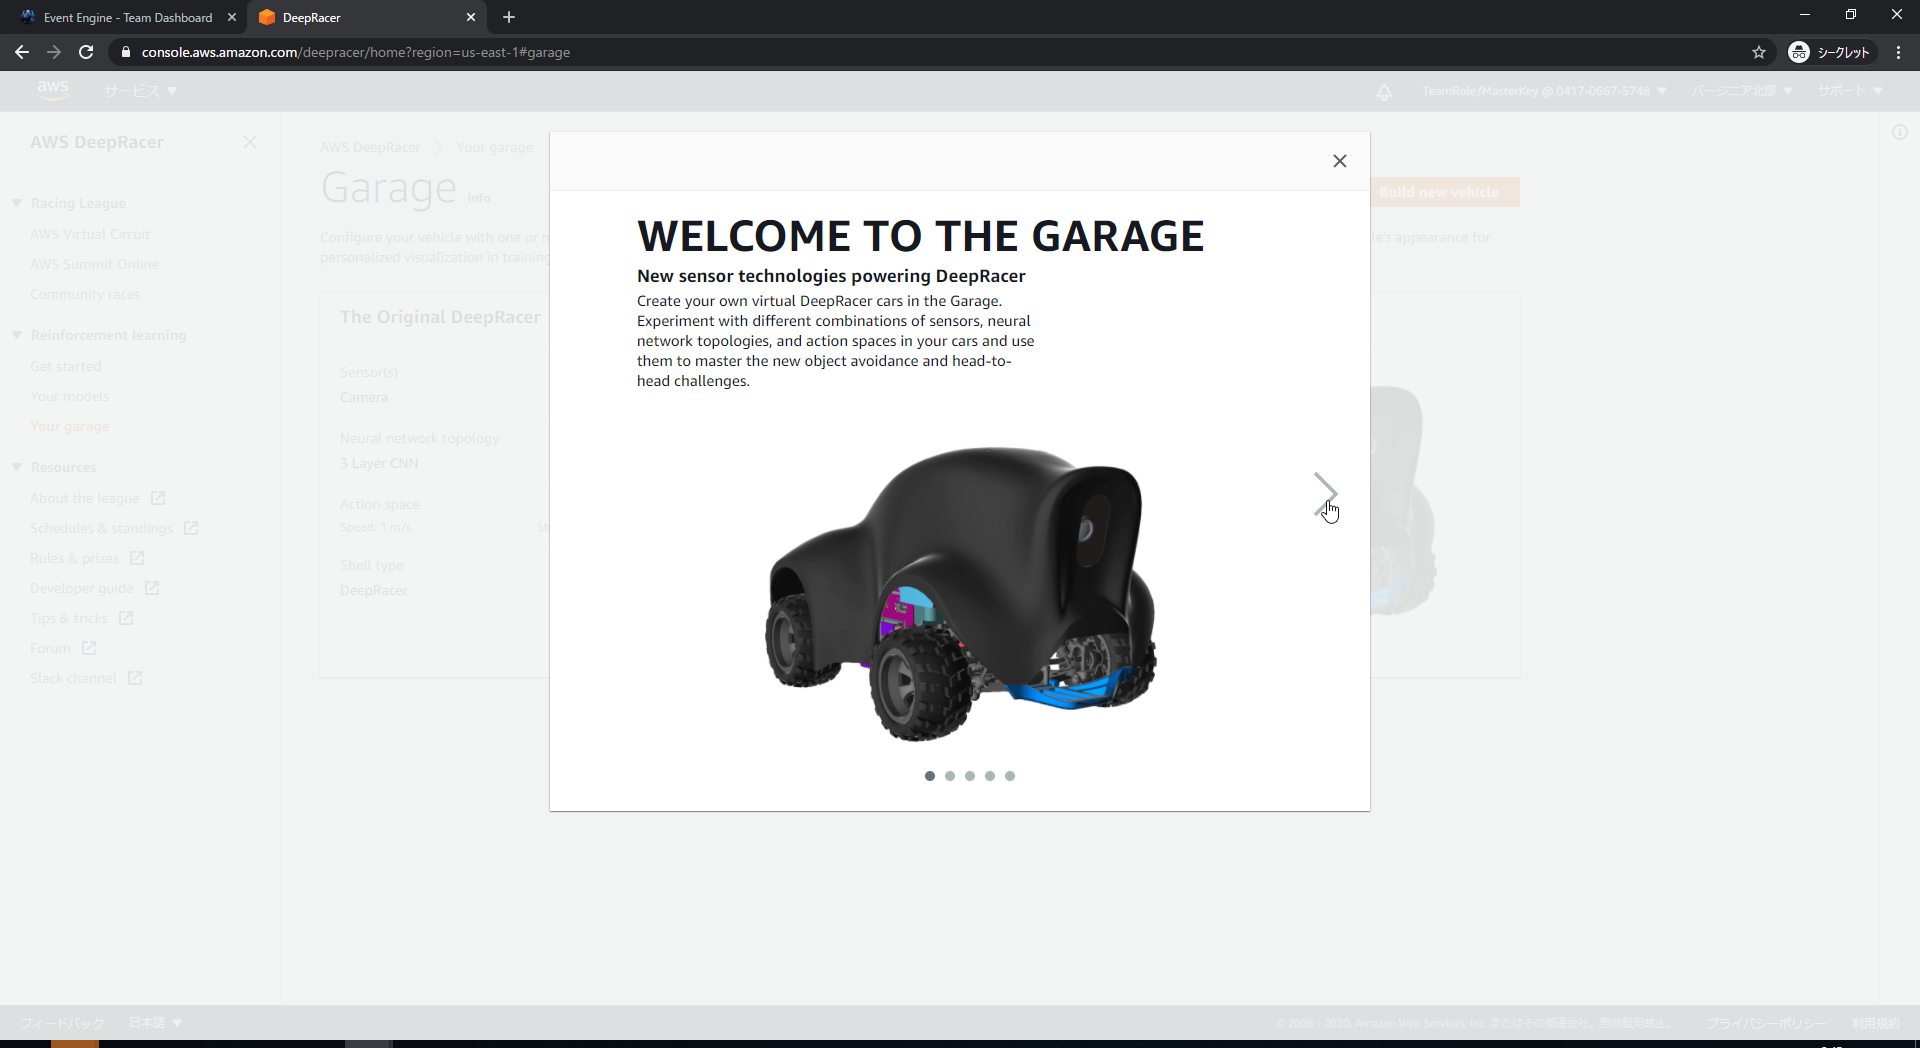 Event Engine - Team Dashboard
DeepRacer
console.aws.amazon.com/deepracer/home?region=us-east-1#garage
シークレット
aws
サービス
TeamRole/MasterKey @ 0417-0667-5748
バージニア北部
サポート
AWS DeepRacer
Racing League
AWS Virtual Circuit
AWS Summit Online
Community races
Reinforcement learning
Get started
Your models
Your garage
Resources
About the league
Schedules & standings
Rules & prizes
Developer guide
Tips & tricks
Forum
Slack channel
AWS DeepRacer
Your garage
Garage
Info
Build new vehicle
Configure your vehicle with one or
le's appearance for
personalized visualization in training
The Original DeepRacer
Sensor(s)
Camera
Neural network topology
3 Layer CNN
Action space
Speed: 1 m/s
Shell type
DeepRacer
WELCOME TO THE GARAGE
New sensor technologies powering DeepRacer
Create your own virtual DeepRacer cars in the Garage.
Experiment with different combinations of sensors, neural
network topologies, and action spaces in your cars and use
them to master the new object avoidance and head-to-
head challenges.
フィードバック
日本語
© 2008 - 2020, Amazon Web Services, Inc. またはその関連会社。無断転用禁止。
プライバシーポリシー
利用規約